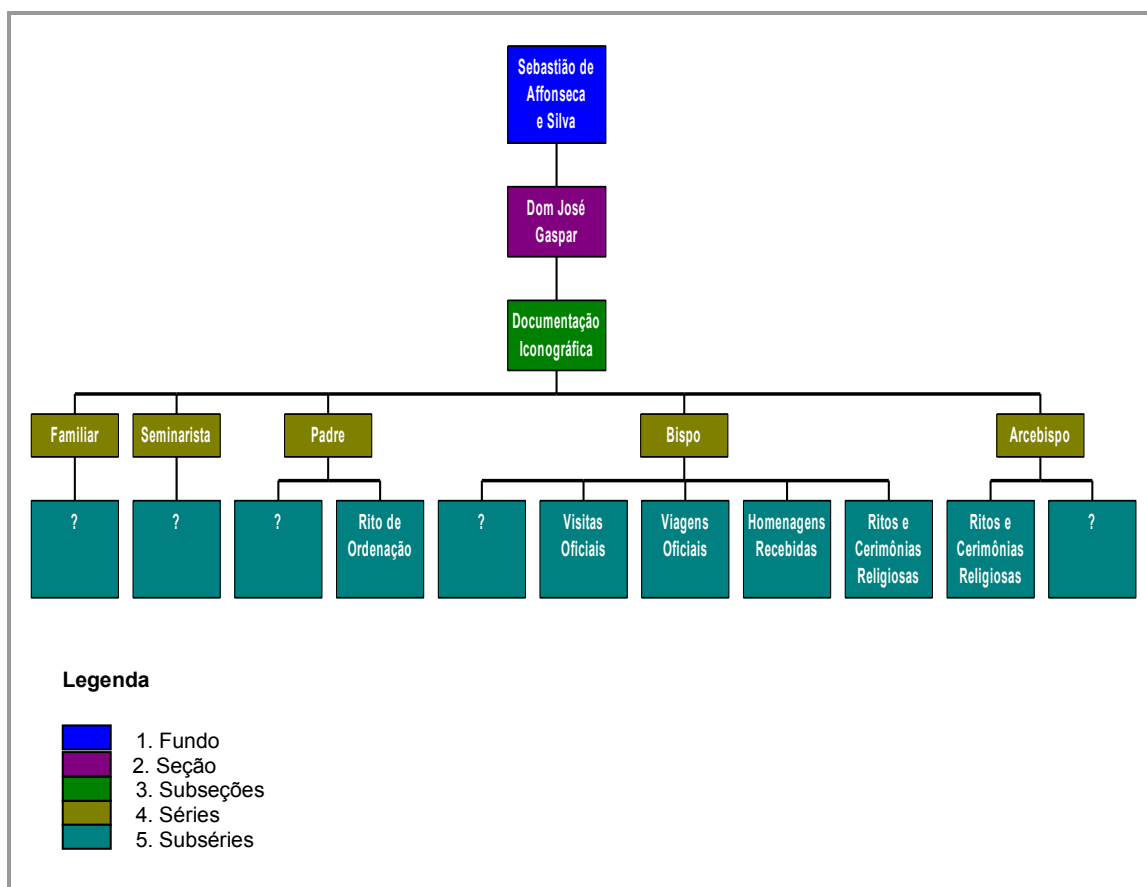 Sebastião de
Affonseca
e Silva
Dom José
Gaspar
Documentação
Iconográfica
Familiar
Seminarista
Padre
Bispo
Arcebispo
?
?
?
Rito de
Ordenação
?
Visitas
Oficiais
Viagens
Oficiais
Homenagens
Recebidas
Ritos e
Cerimônias
Religiosas
Ritos e
Cerimônias
Religiosas
?
Legenda
1. Fundo
2. Seção
3. Subseções
4. Séries
5. Subséries